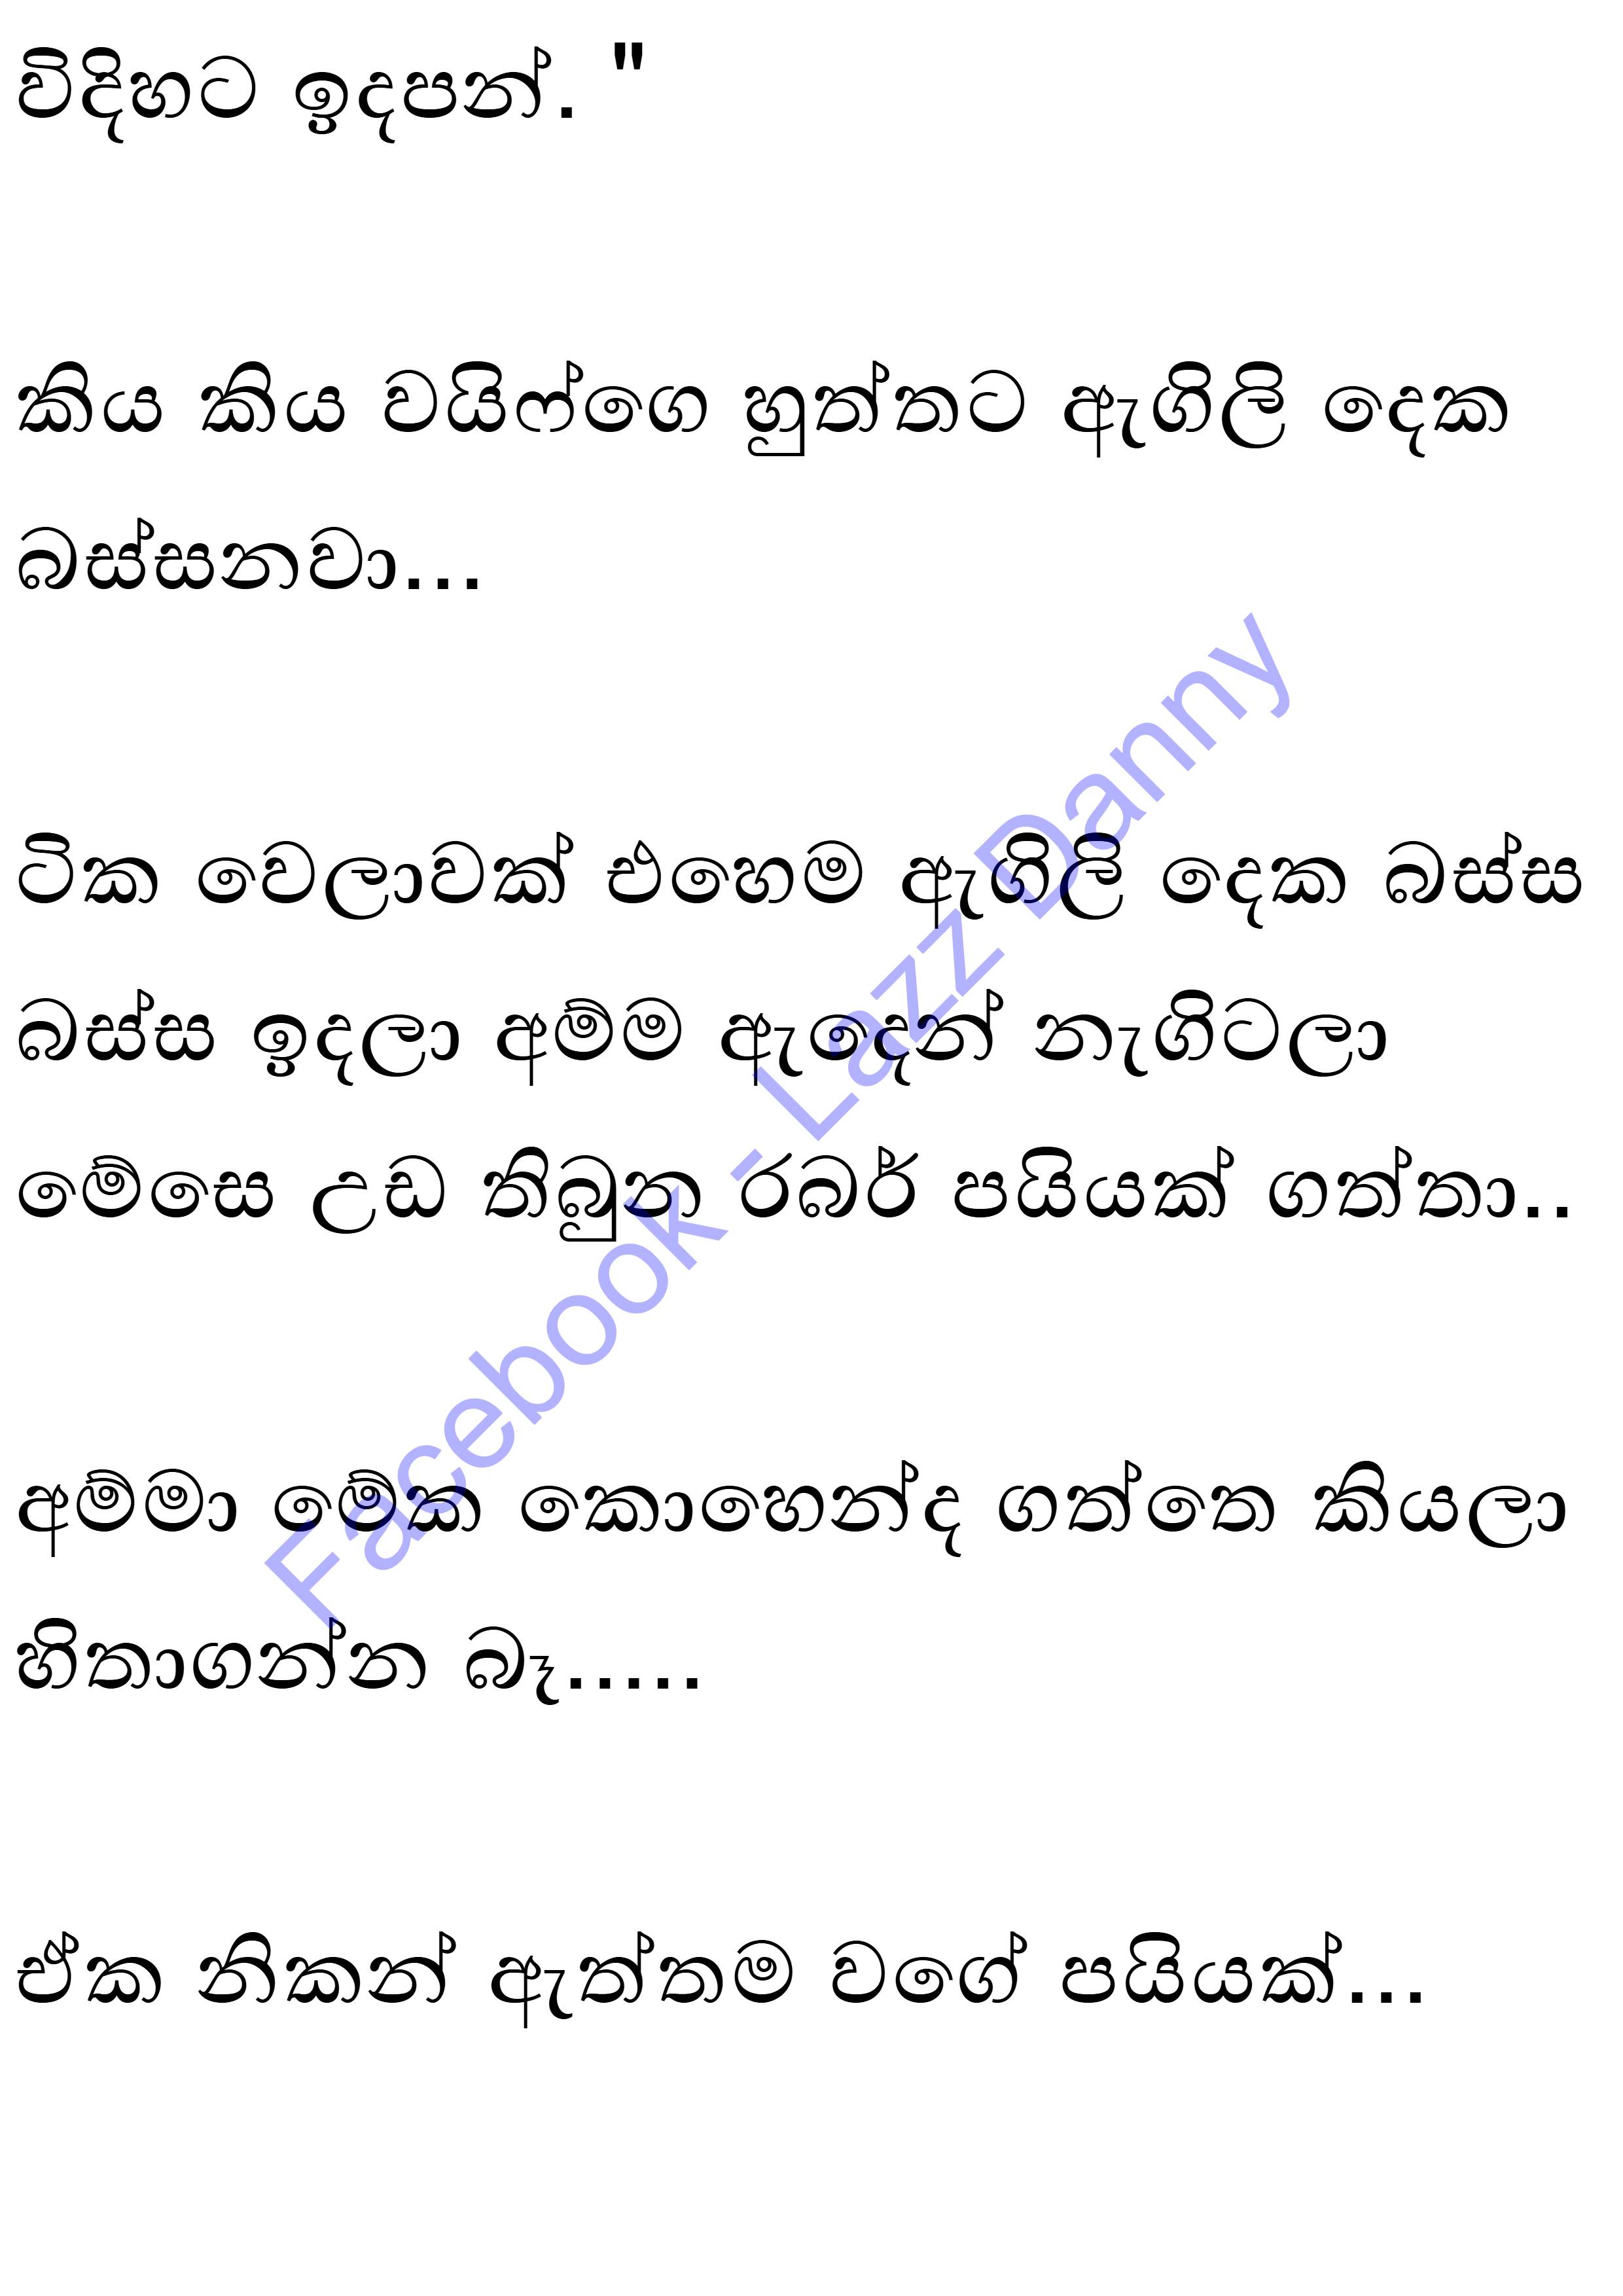 විදිහට ඉදපන්. "
කිය කිය වයිෆ්ගෙ හුත්තට ඇගිලි දෙක
බස්සනවා...
ටික වෙලාවක් එහෙම ඇගිලි දෙක බස්ස
බස්ස ඉදලා අම්ම ඇදෙන් නැගිටලා
මේසෙ උඩ තිබුන රබර් පයියක් ගත්තා..
අම්මා මේක කොහෙන්ද ගත්තෙ කියලා
හිතාගන්න බෑ.....
ඒක නිකන් ඇත්තම වගේ පයියක්...
Facebook - Lazz Danny